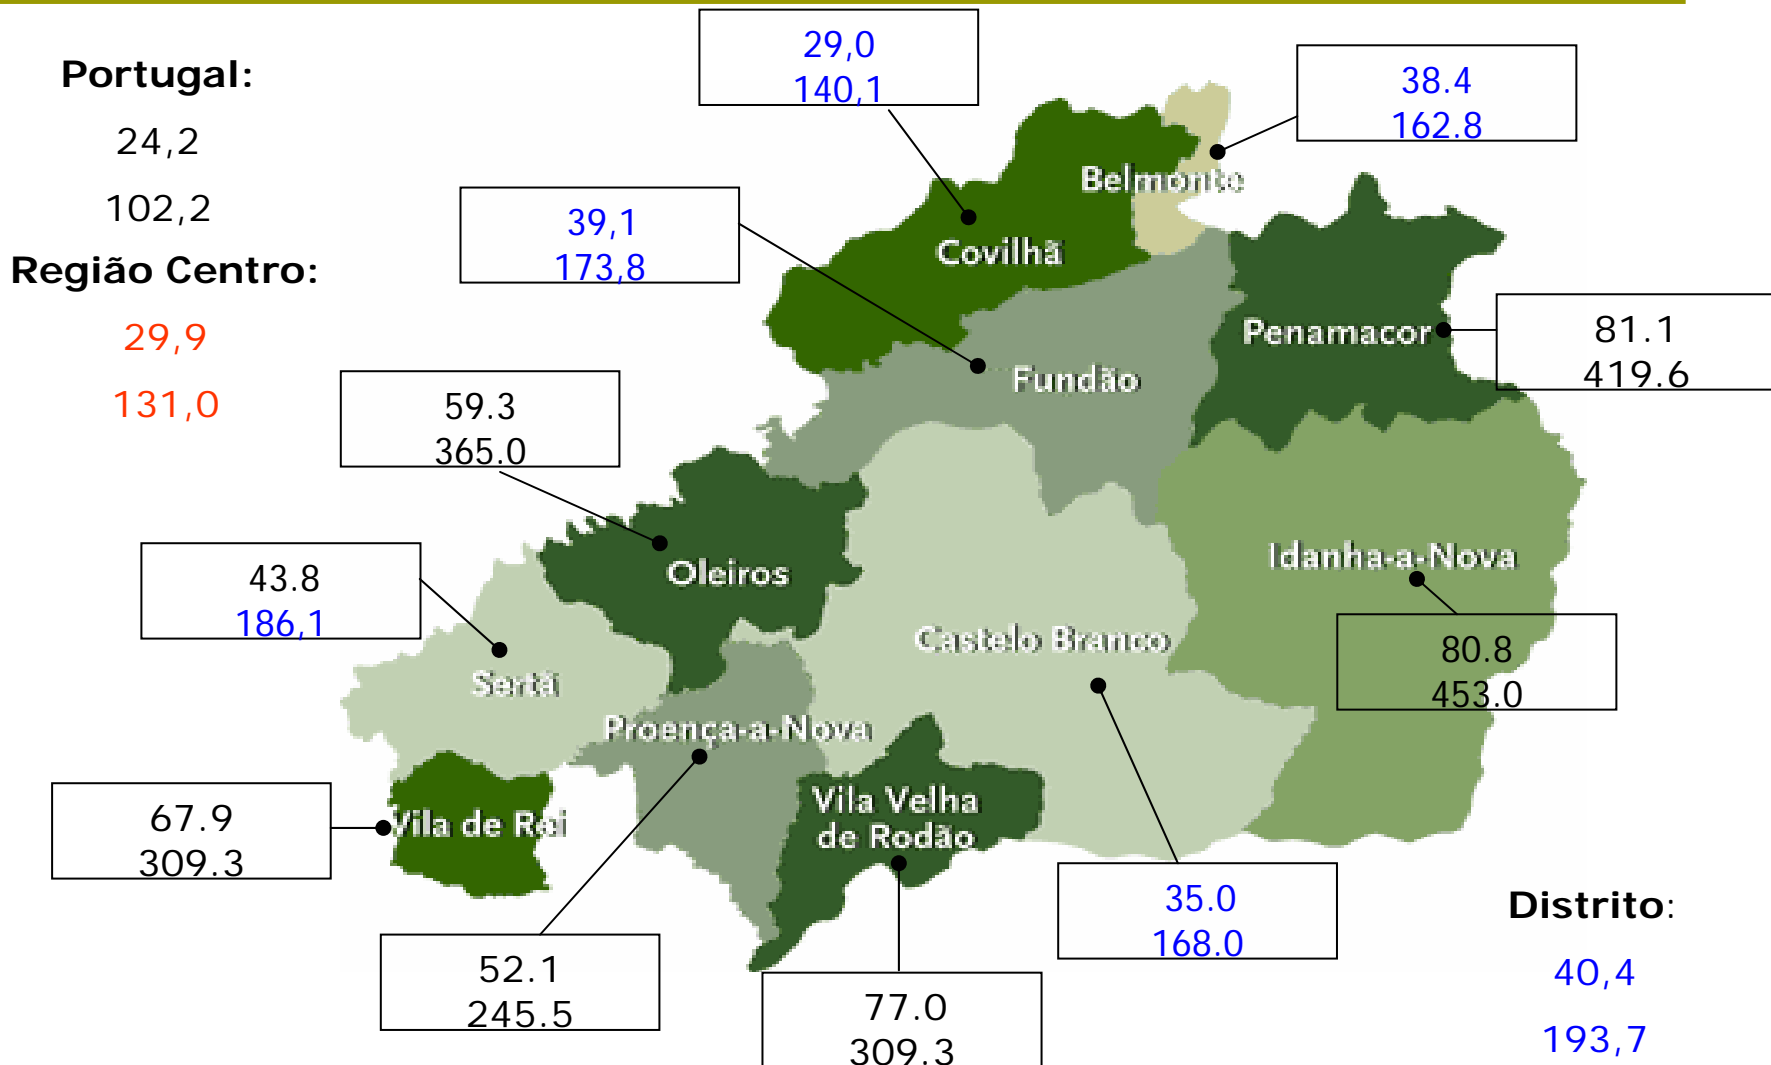 Portugal:
24,2
102,2
Região Centro:
29,9
131,0
29,0
140,1
38.4
162.8
39,1
173,8
Belmonte
Covilhã
81.1
419.6
Penamacor
Fundão
59.3
365.0
Oleiros
Idanha-a-Nova
43.8
186,1
Castelo Branco
80.8
453.0
Sertã
Proença-a-Nova
67.9
309.3
Vila de Rei
Vila Velha
de Rodão
35.0
168.0
52.1
245.5
77.0
309.3
Distrito:
40,4
193,7